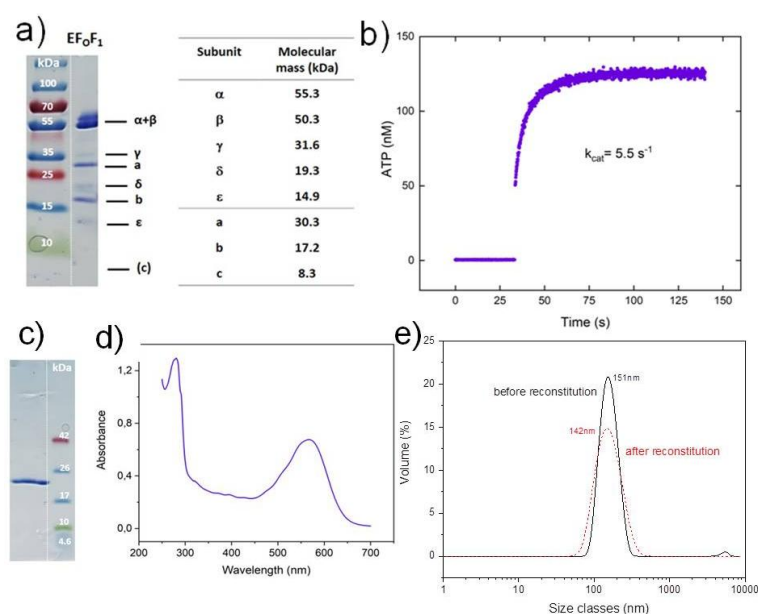 a)
EFOF1
kDa
100
70
55
35
25
15
10
α+β
γ
a
δ
b
ε
(c)
Subunit Molecular mass (kDa)
α 55.3
β 50.3
γ 31.6
δ 19.3
ε 14.9
a 30.3
b 17.2
c 8.3
b)
150
100
50
0
ATP (nM)
kcat= 5.5 s-1
0 25 50 75 100 125 150
Time (s)
c)
kDa
42
26
17
10
4.6
d)
1,2
0,8
0,4
0,0
Absorbance
200 300 400 500 600 700
Wavelength (nm)
e)
25
20
15
10
5
0
Volume (%)
before reconstitution
151nm
142nm
after reconstitution
1 10 100 1000 10000
Size classes (nm)